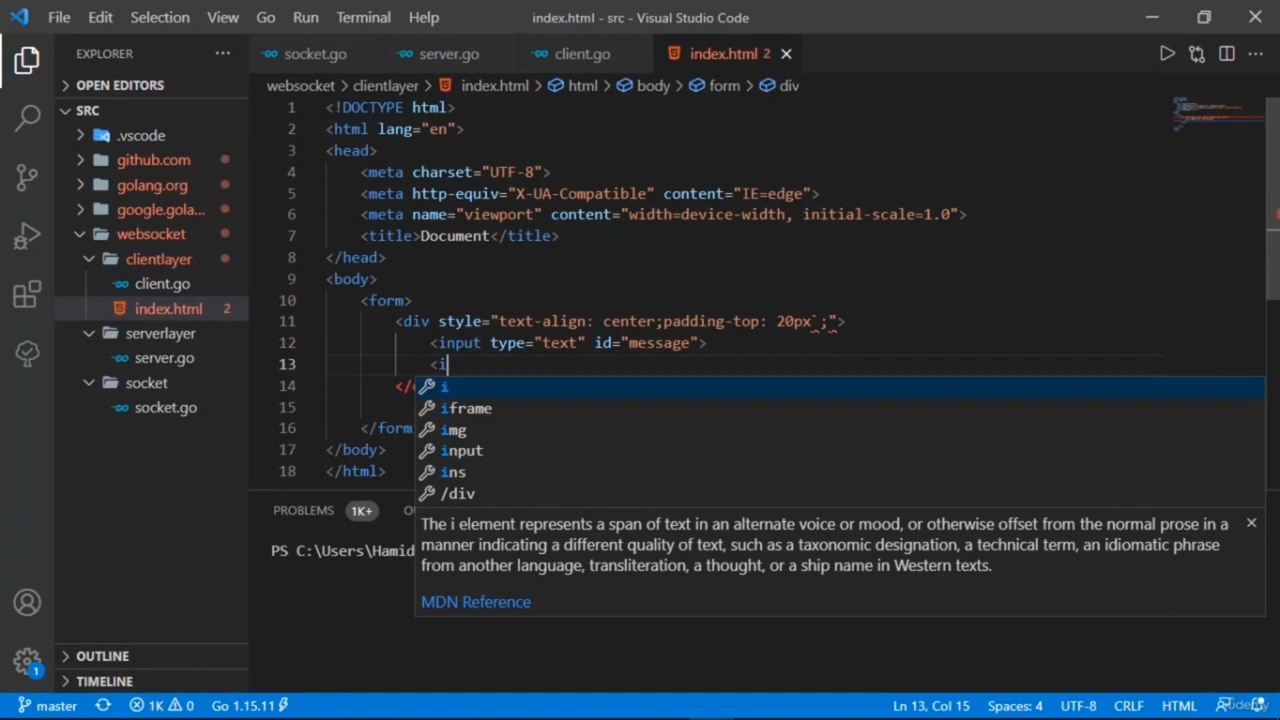 File Edit Selection View Go Run Terminal Help index.html - src - Visual Studio Code
EXPLORER ··· socket.go server.go client.go index.html 2
OPEN EDITORS
websocket > clientlayer > index.html > html > body > form > div
SRC
.vscode
github.com
golang.org
google.gola...
websocket
clientlayer
client.go
index.html 2
serverlayer
server.go
socket
socket.go
OUTLINE
TIMELINE
1 <!DOCTYPE html>
2 <html lang="en">
3 <head>
4 <meta charset="UTF-8">
5 <meta http-equiv="X-UA-Compatible" content="IE=edge">
6 <meta name="viewport" content="width=device-width, initial-scale=1.0">
7 <title>Document</title>
8 </head>
9 <body>
10 <form>
11 <div style="text-align: center;padding-top: 20px`;">
12 <input type="text" id="message">
13 <i
14 </
15
16 </form
17 </body>
18 </html>
i
iframe
img
input
ins
/div
The i element represents a span of text in an alternate voice or mood, or otherwise offset from the normal prose in a
manner indicating a different quality of text, such as a taxonomic designation, a technical term, an idiomatic phrase
from another language, transliteration, a thought, or a ship name in Western texts.
MDN Reference
PROBLEMS 1K+ OU
PS C:\Users\Hamid
1
master 1K 0 Go 1.15.11 Ln 13, Col 15 Spaces: 4 UTF-8 CRLF HTML